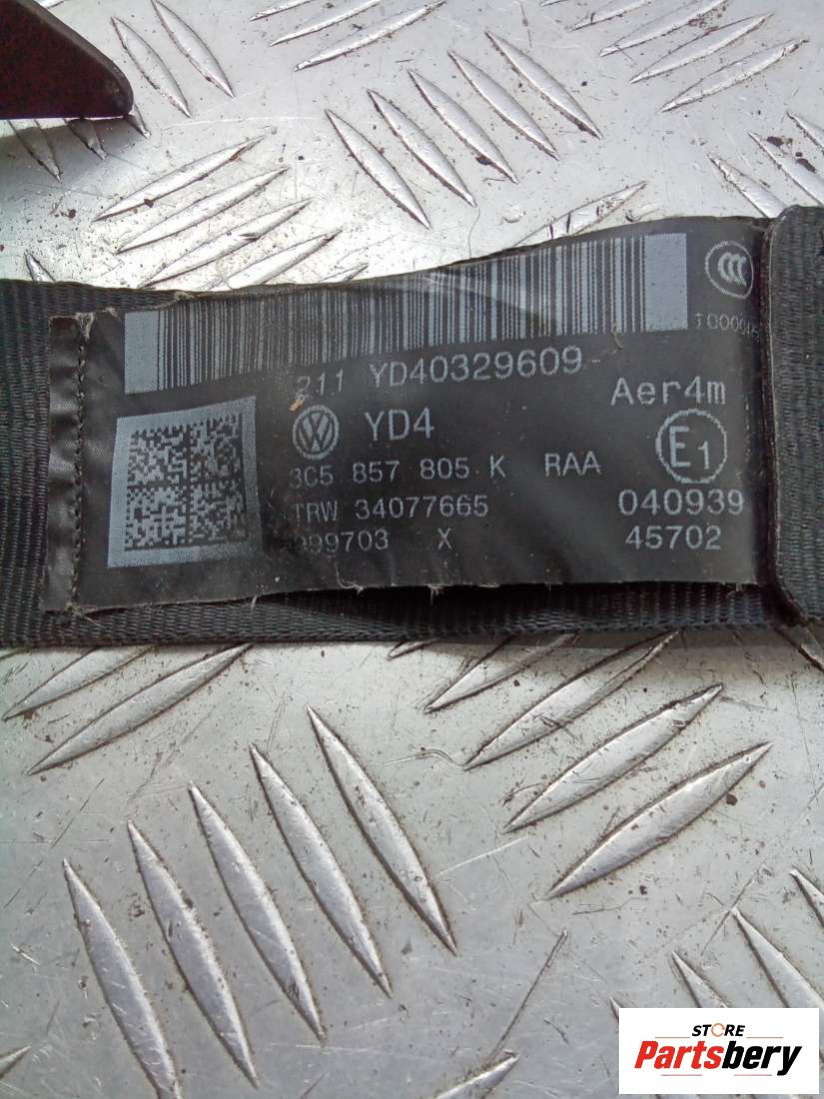 211 YD40329609
Aer4m
YD4
E1
3C5 857 805 K RAA
TRW 34077665
040939
X
45702
STORE
Partsbery